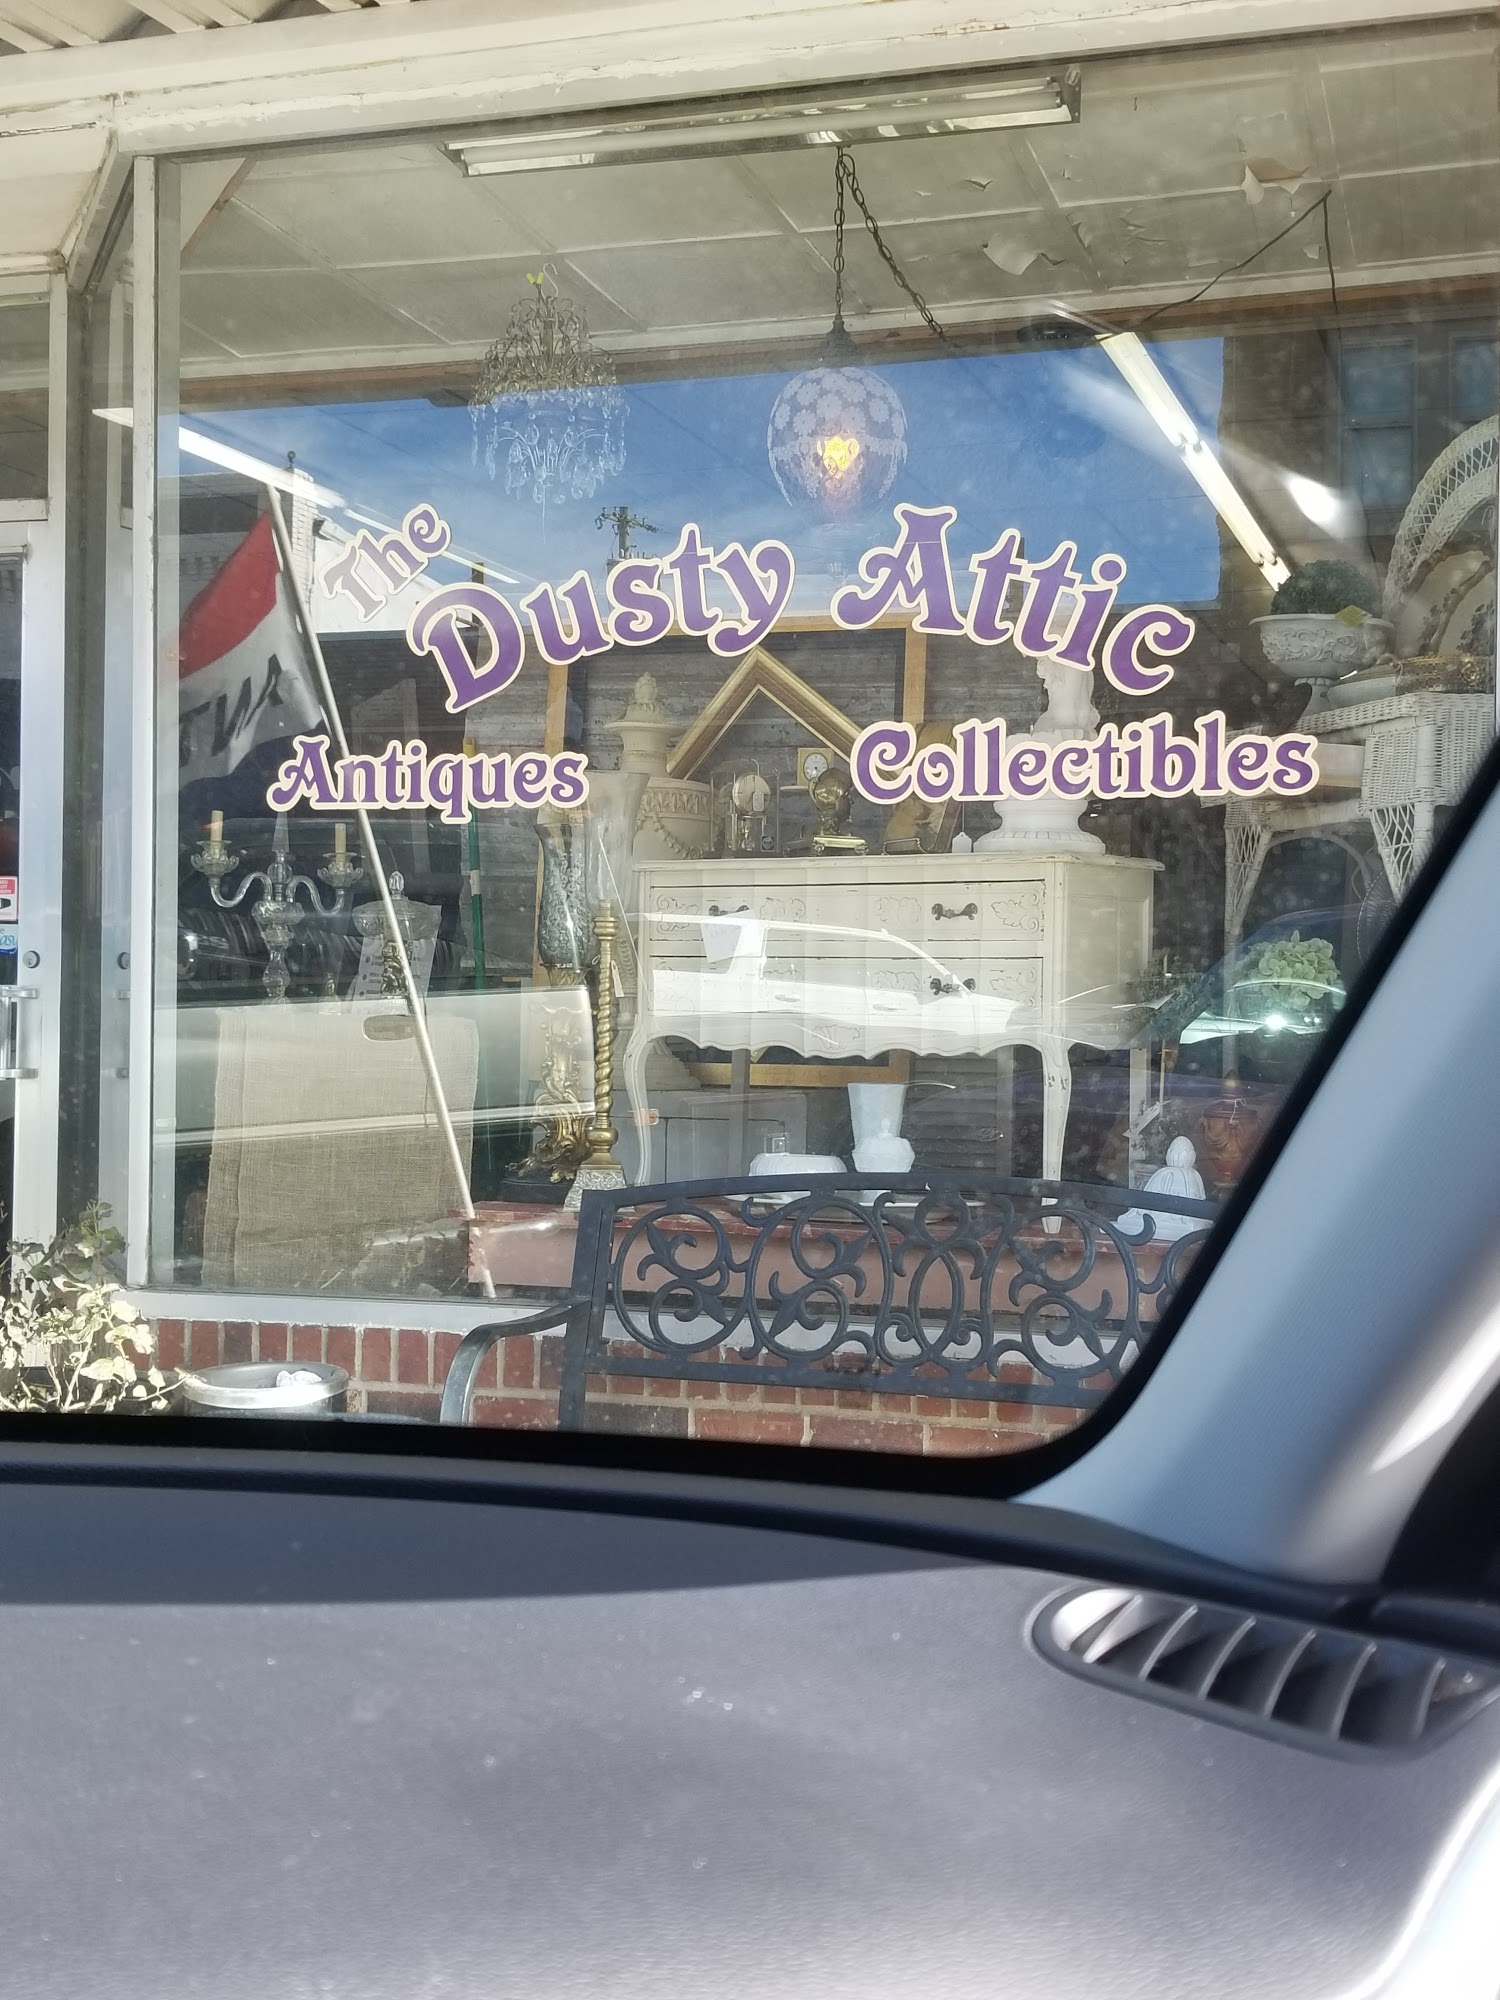 The
Dusty Attic
Antiques Collectibles